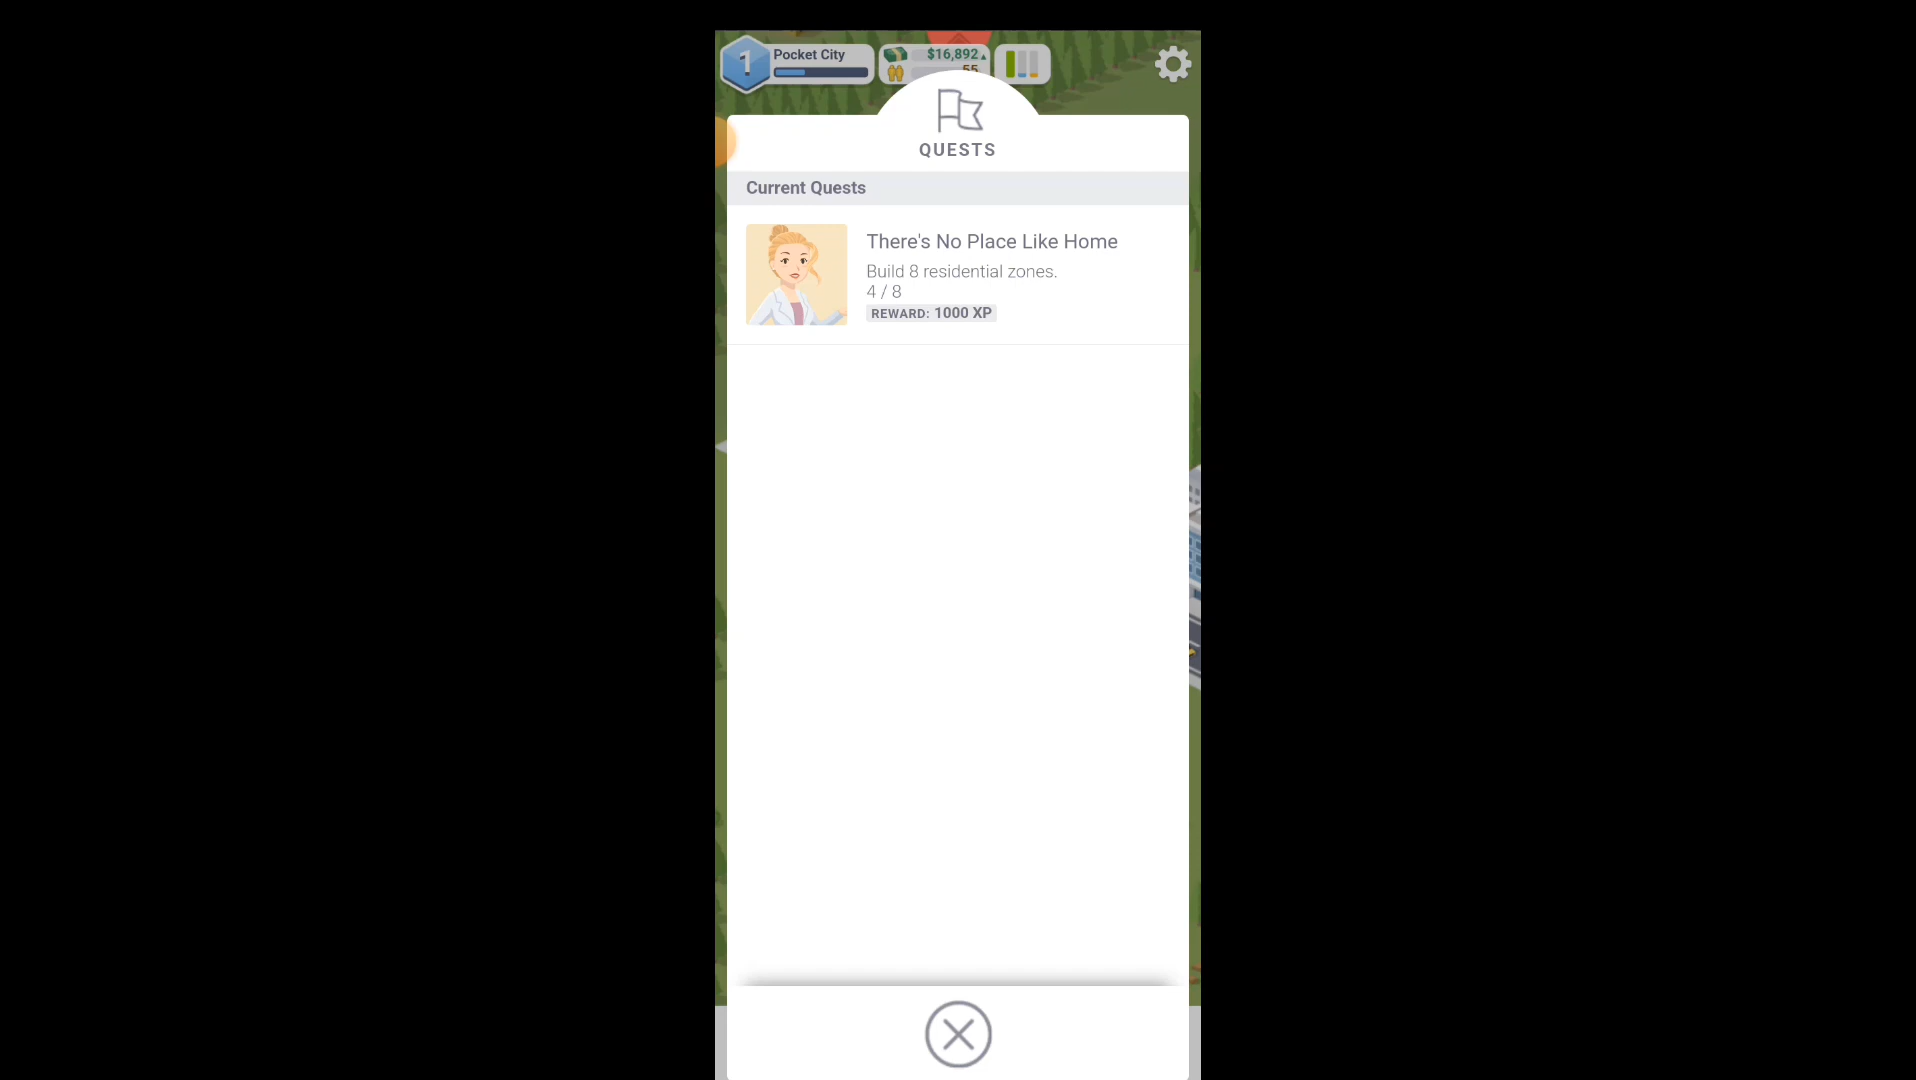 1
Pocket City
$16,892
55
QUESTS
Current Quests
There's No Place Like Home
Build 8 residential zones.
4 / 8
REWARD: 1000 XP